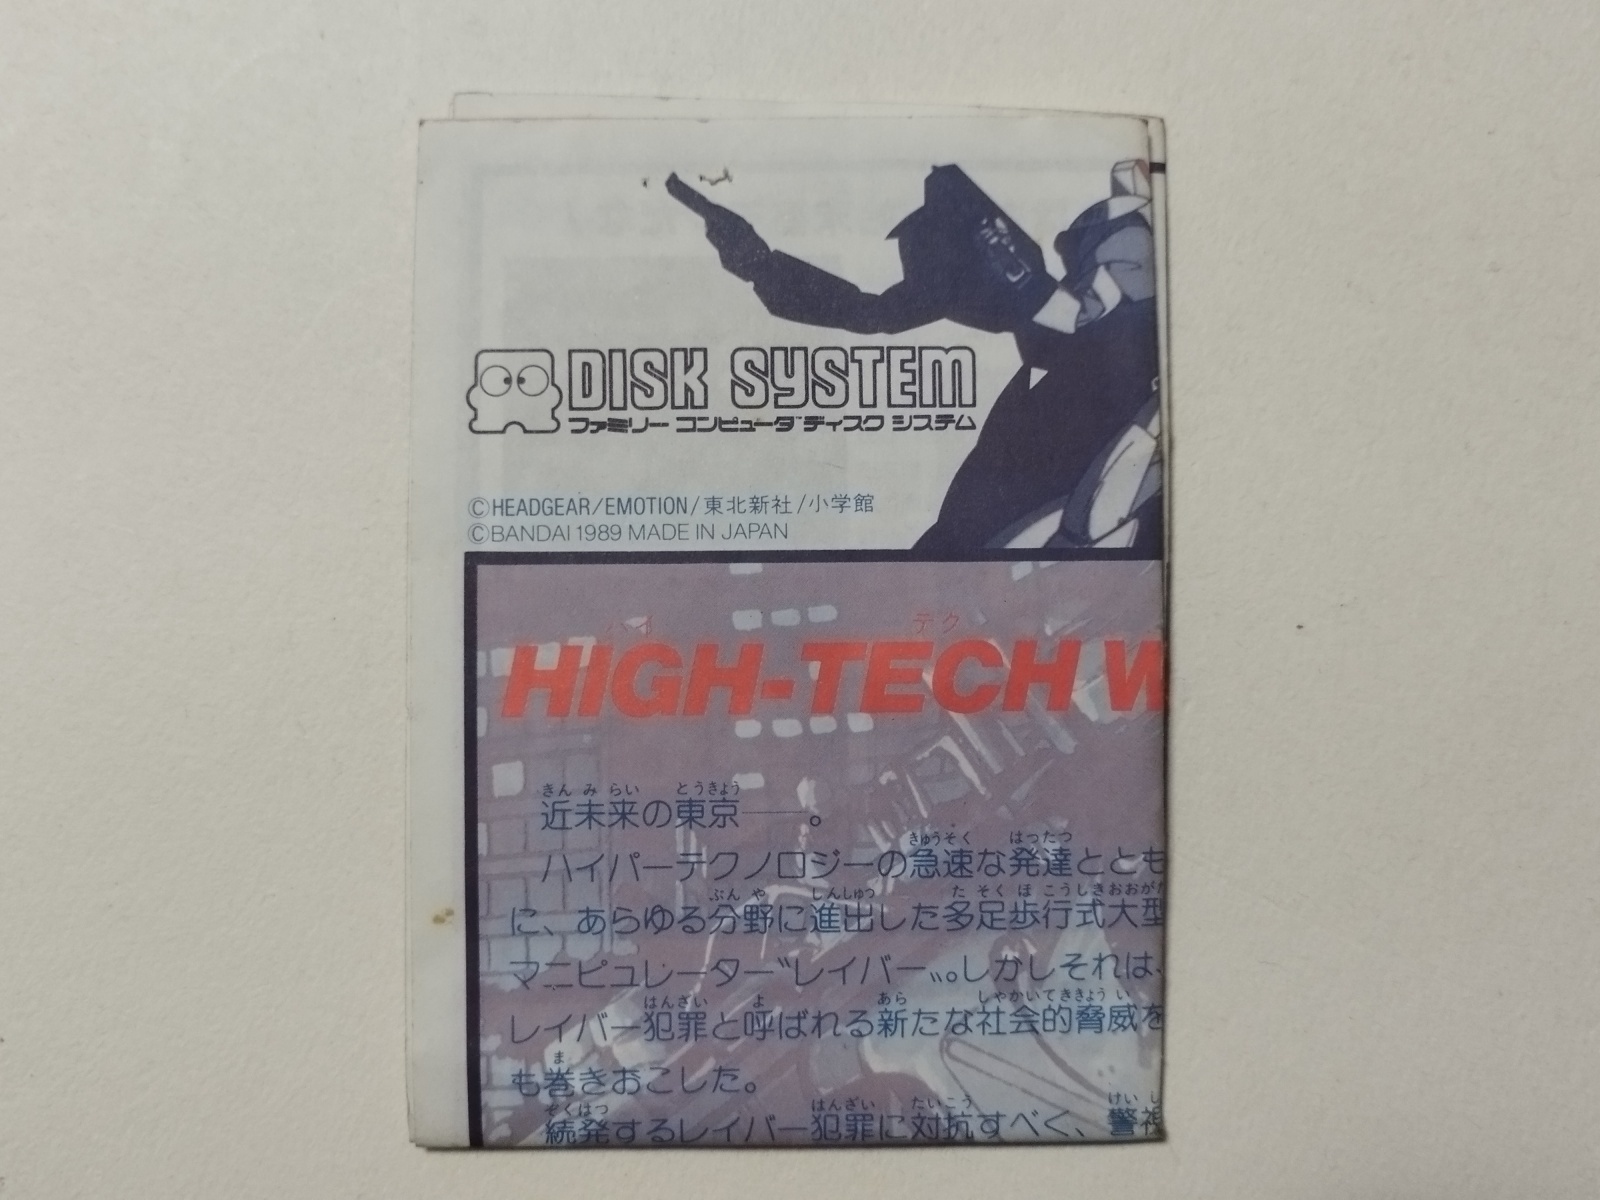 DISK SYSTEM
ファミリー コンピュータ ディスク システム
©HEADGEAR/EMOTION/東北新社/小学館
©BANDAI 1989 MADE IN JAPAN
ハイ テク
HIGH-TECH W
きんみらい とうきょう
近未来の東京――。
きゅうそく はったつ
ハイパーテクノロジーの急速な発達ととも
ぶんや しんしゅつ たそくほこうしきおおがた
に、あらゆる分野に進出した多足歩行式大型
マニピュレーター〝レイバー〟。しかしそれは、
はんざい よ あら しゃかいてききょうい
レイバー犯罪と呼ばれる新たな社会的脅威を
ま
も巻きおこした。
ぞくはつ はんざい たいこう けいし
続発するレイバー犯罪に対抗すべく、警視